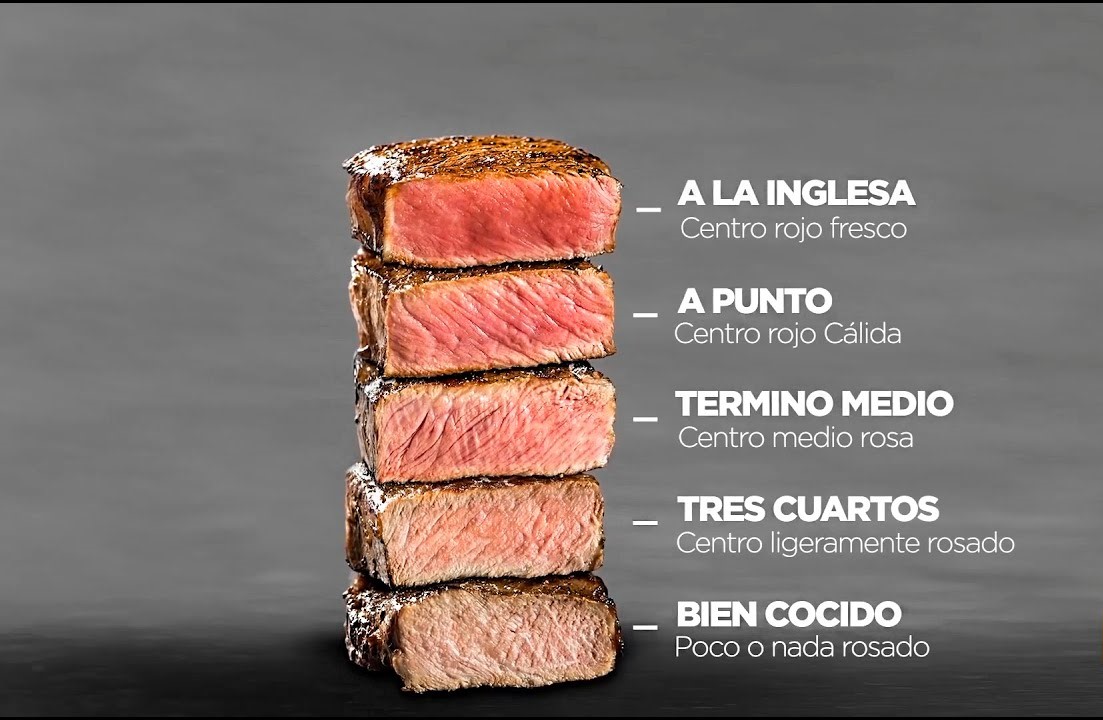 A LA INGLESA
Centro rojo fresco
A PUNTO
Centro rojo Cálida
TERMINO MEDIO
Centro medio rosa
TRES CUARTOS
Centro ligeramente rosado
BIEN COCIDO
Poco o nada rosado